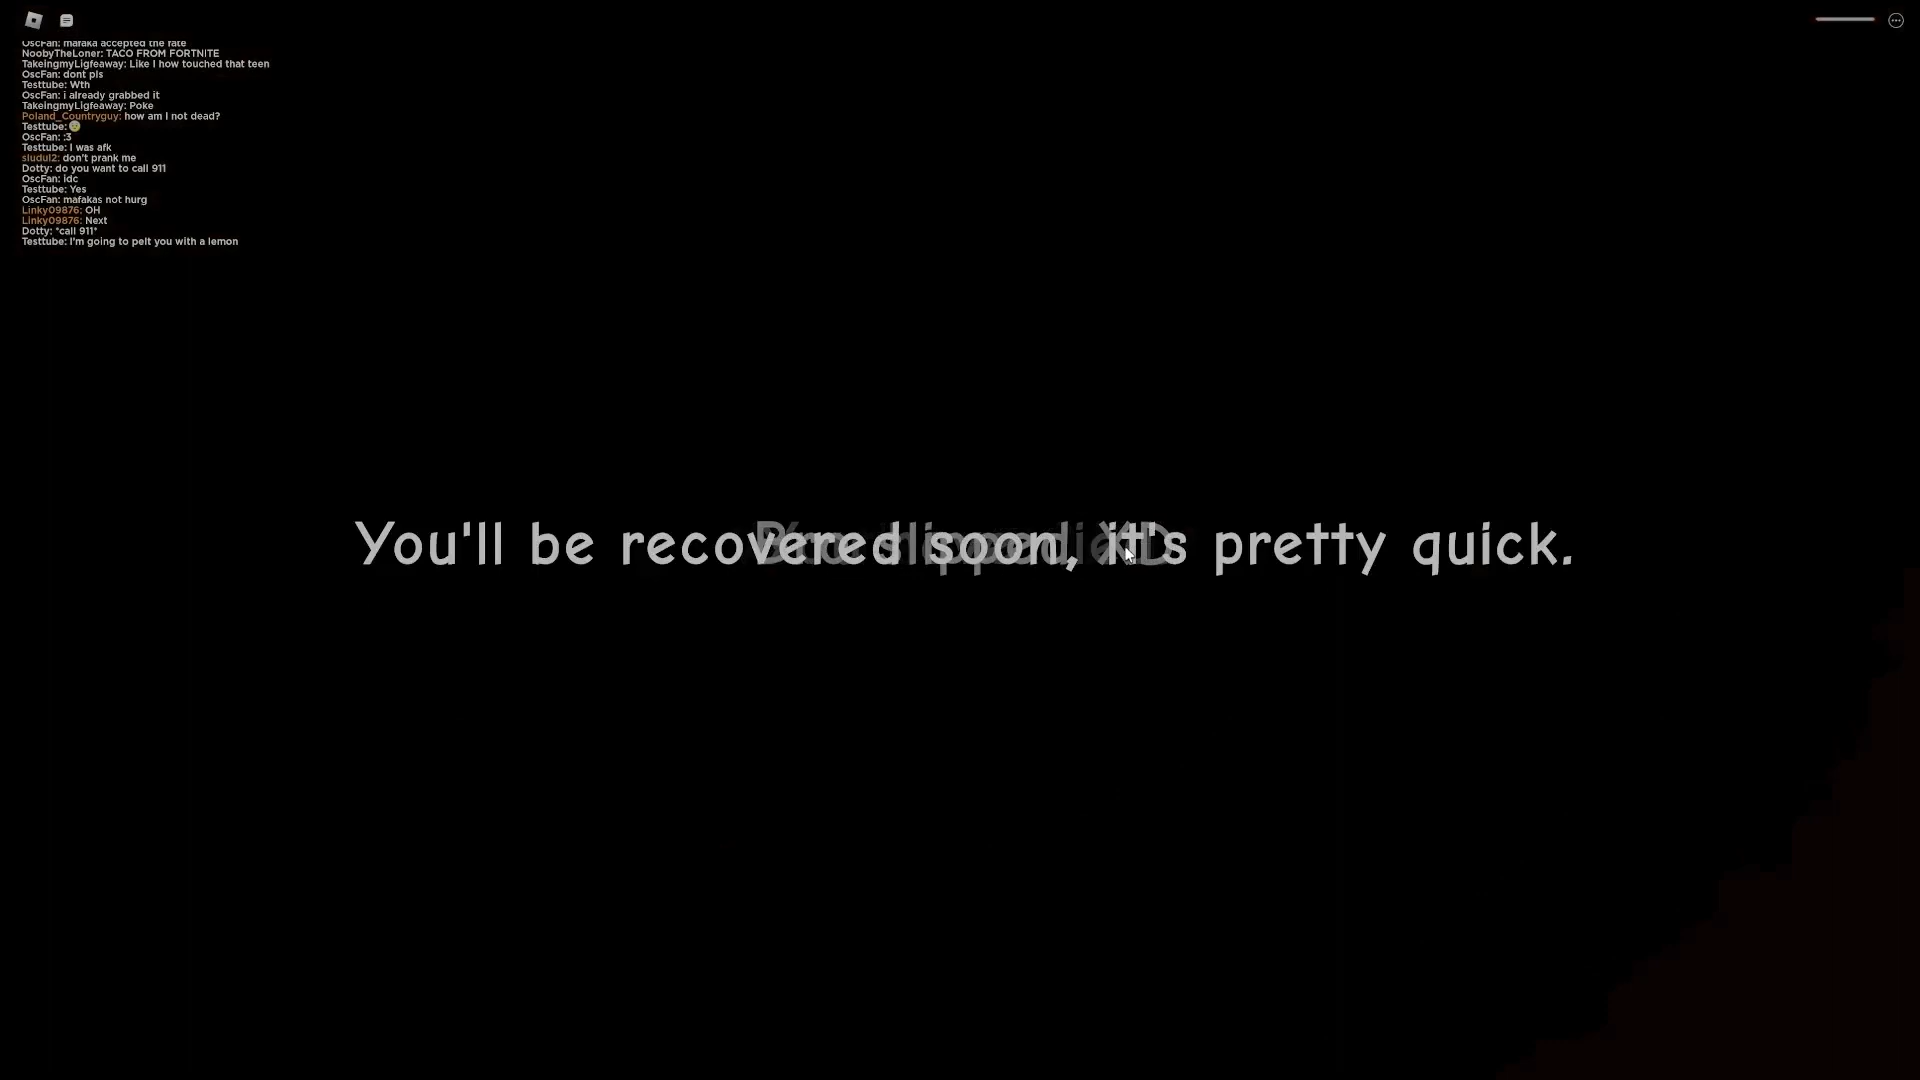 OscFan: mafaka accepted the fate
NoobyTheLoner: TACO FROM FORTNITE
TakeingmyLigfeaway: Like I how touched that teen
OscFan: dont pls
Testtube: Wth
OscFan: i already grabbed it
TakeingmyLigfeaway: Poke
Poland_Countryguy: how am I not dead?
Testtube:
OscFan: :3
Testtube: I was afk
sludul2: don't prank me
Dotty: do you want to call 911
OscFan: idc
Testtube: Yes
OscFan: mafakas not hurg
Linky09876: OH
Linky09876: Next
Dotty: *call 911*
Testtube: I'm going to pelt you with a lemon
You'll be recovered soon, it's pretty quick.